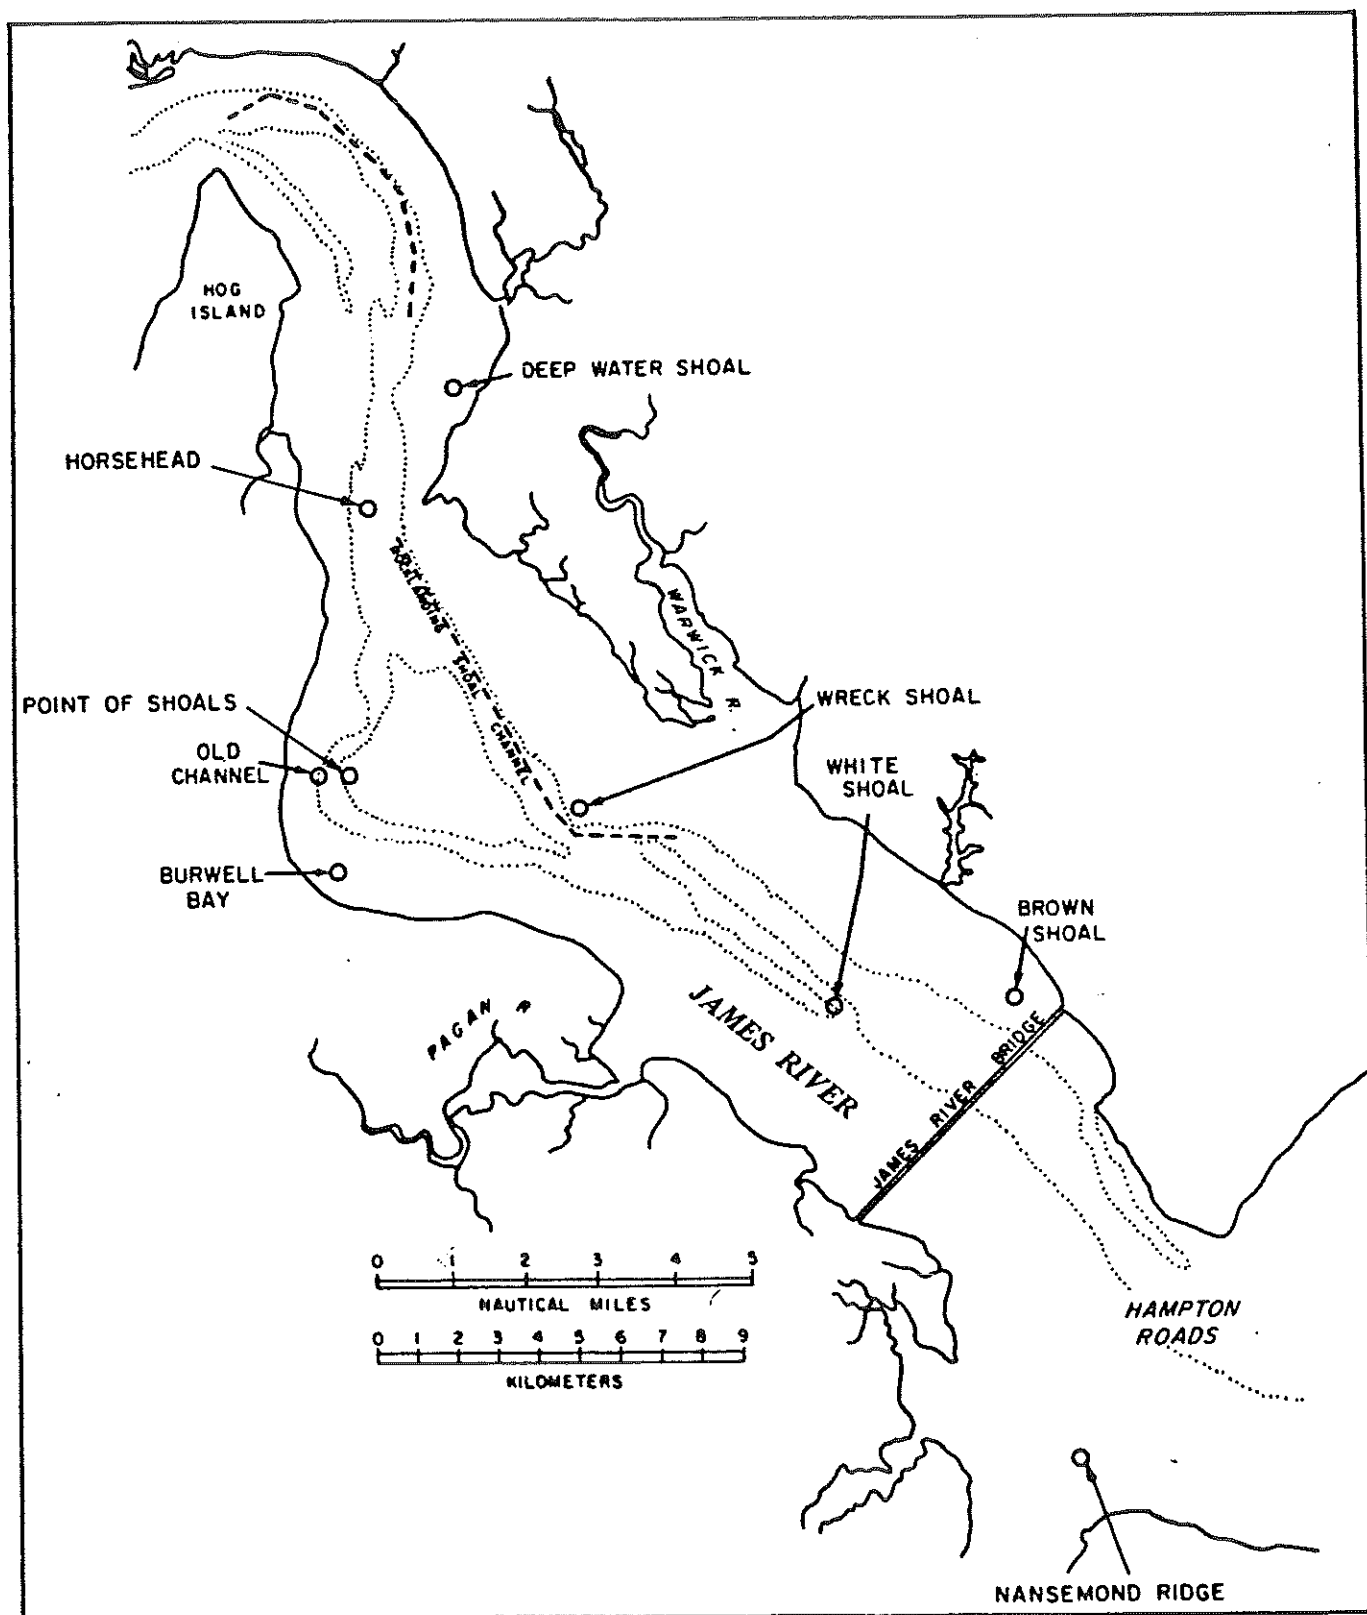 HOG
ISLAND
DEEP WATER SHOAL
HORSEHEAD
ROCKLANDING SHOAL CHANNEL
WARWICK R.
POINT OF SHOALS
WRECK SHOAL
OLD
CHANNEL
WHITE
SHOAL
BURWELL
BAY
BROWN
SHOAL
PAGAN R
JAMES RIVER
JAMES RIVER BRIDGE
0 1 2 3 4 5
NAUTICAL MILES
0 1 2 3 4 5 6 7 8 9
KILOMETERS
HAMPTON
ROADS
NANSEMOND RIDGE